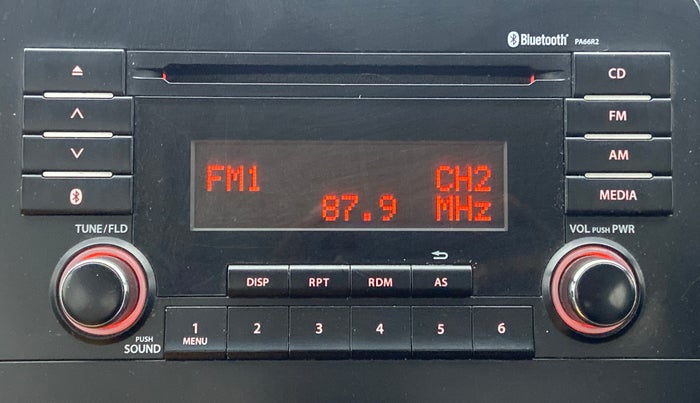 Bluetooth® PA66R2
CD
FM
AM
MEDIA
FM1 CH2
87.9 MHz
TUNE/FLD
VOL PUSH PWR
DISP RPT RDM AS
PUSH
SOUND
1 2 3 4 5 6
MENU